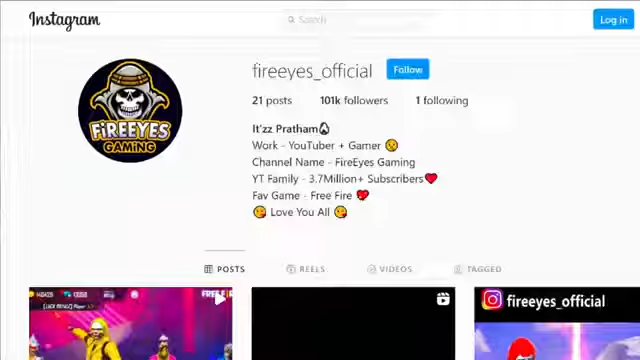 Instagram
Search
Log in
fireeyes_official
Follow
21 posts 101k followers 1 following
It'zz Pratham
Work - YouTuber + Gamer
Channel Name - FireEyes Gaming
YT Family - 3.7Million+ Subscribers
Fav Game - Free Fire
Love You All
FIREEYES
GAMING
POSTS REELS VIDEOS TAGGED
fireeyes_official